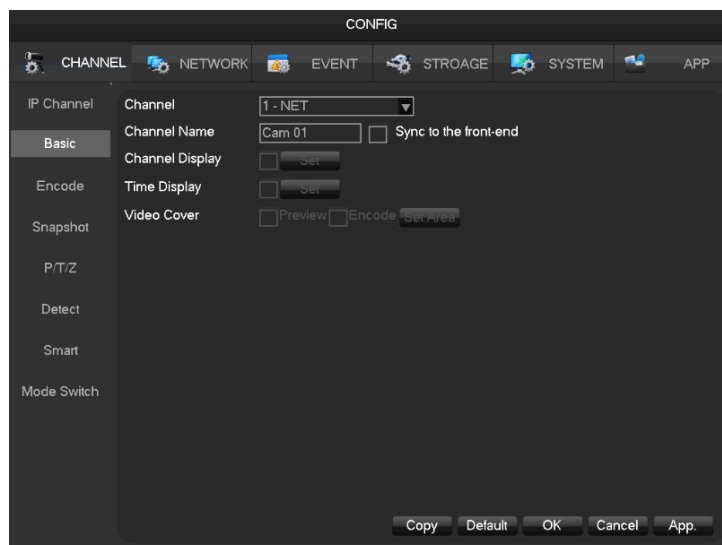 CONFIG
CHANNEL NETWORK EVENT STROAGE SYSTEM APP
IP Channel
Basic
Encode
Snapshot
P/T/Z
Detect
Smart
Mode Switch
Channel 1 - NET
Channel Name Cam 01 Sync to the front-end
Channel Display Set
Time Display Set
Video Cover Preview Encode Set Area
Copy Default OK Cancel App.